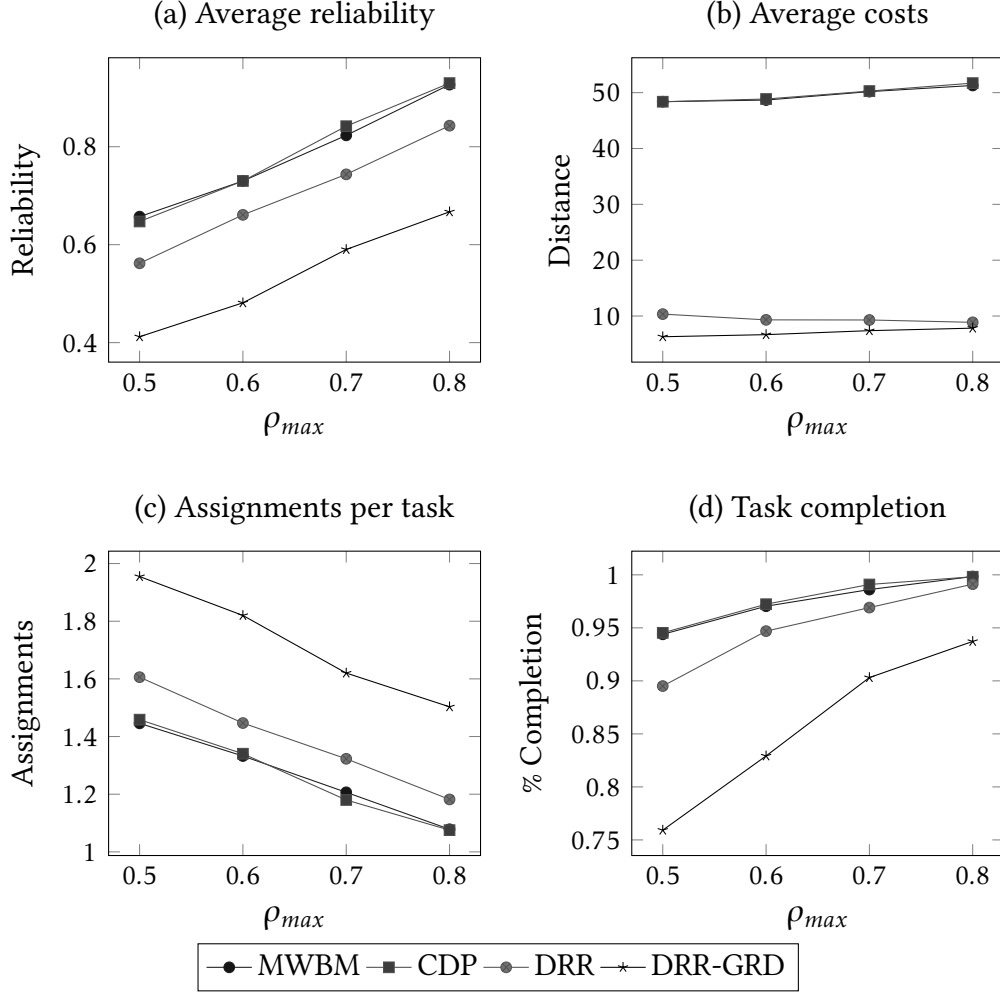 (a) Average reliability
Reliability
0.8
0.6
0.4
0.5 0.6 0.7 0.8
ρmax
(b) Average costs
Distance
50
40
30
20
10
0.5 0.6 0.7 0.8
ρmax
(c) Assignments per task
Assignments
2
1.8
1.6
1.4
1.2
1
0.5 0.6 0.7 0.8
ρmax
(d) Task completion
% Completion
1
0.95
0.9
0.85
0.8
0.75
0.5 0.6 0.7 0.8
ρmax
MWBM CDP DRR DRR-GRD